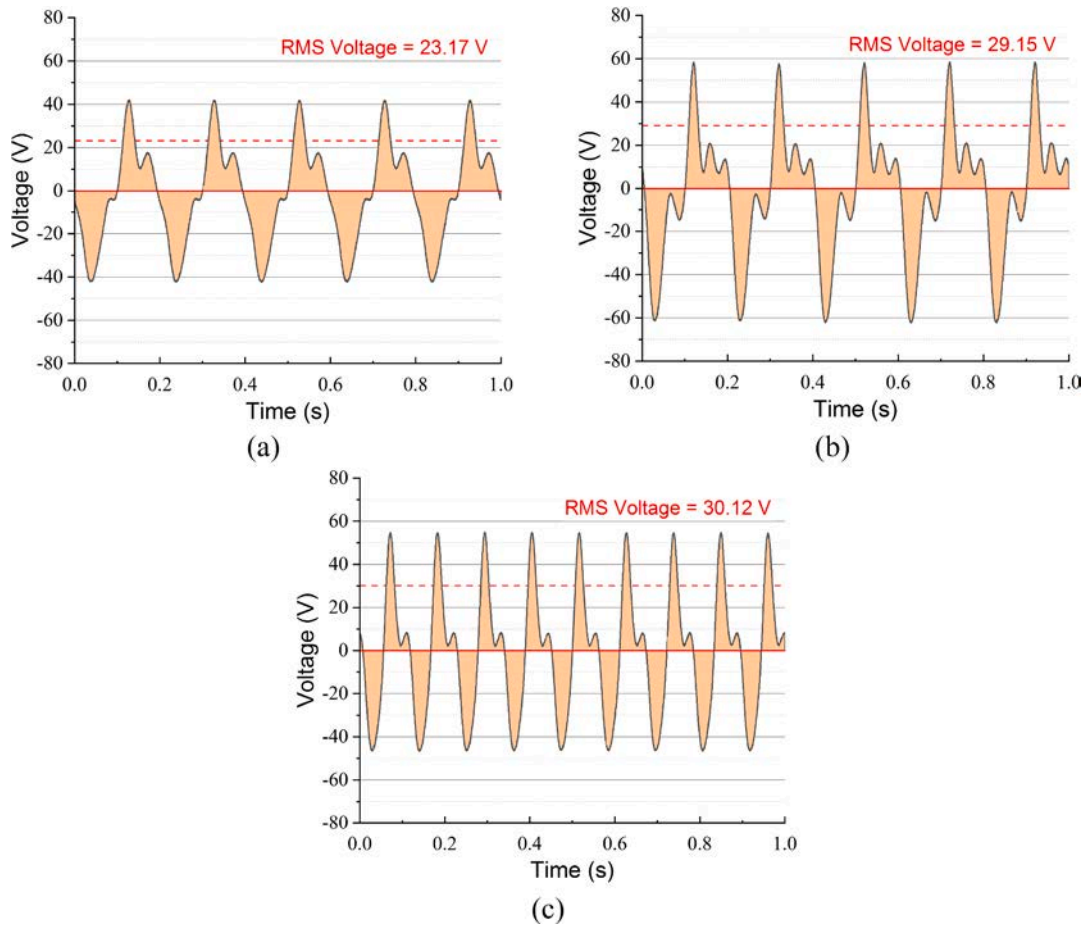 RMS Voltage = 23.17 V
80
60
40
20
0
-20
-40
-60
-80
Voltage (V)
0.0 0.2 0.4 0.6 0.8 1.0
Time (s)
(a)
RMS Voltage = 29.15 V
80
60
40
20
0
-20
-40
-60
-80
Voltage (V)
0.0 0.2 0.4 0.6 0.8 1.0
Time (s)
(b)
RMS Voltage = 30.12 V
80
60
40
20
0
-20
-40
-60
-80
Voltage (V)
0.0 0.2 0.4 0.6 0.8 1.0
Time (s)
(c)